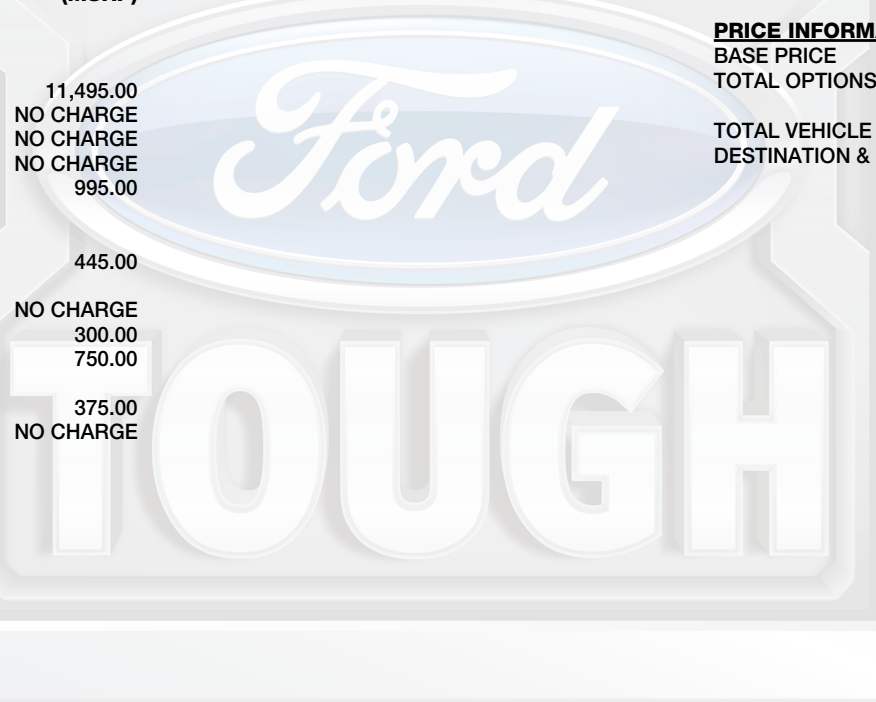 (MSRP)
11,495.00
NO CHARGE
NO CHARGE
NO CHARGE
995.00
445.00
NO CHARGE
300.00
750.00
375.00
NO CHARGE
PRICE INFORM
BASE PRICE
TOTAL OPTIONS
TOTAL VEHICLE
DESTINATION &
Ford
TOUGH